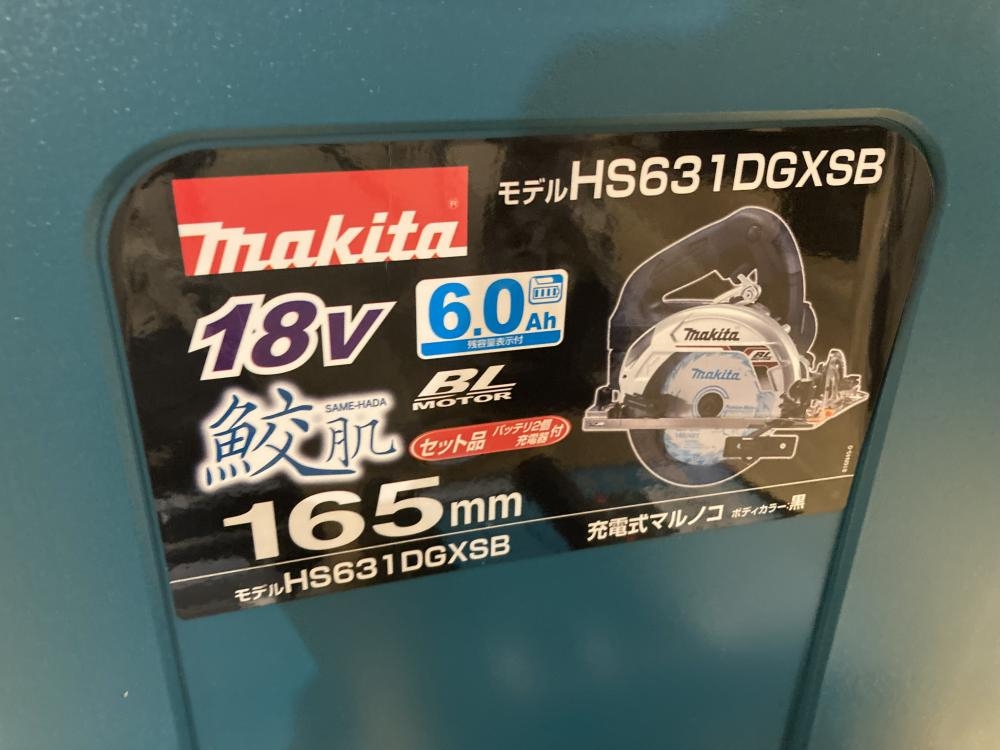 モデルHS631DGXSB
makita®
18V
6.0Ah
残容量表示付
BL
MOTOR
鮫肌
SAME-HADA
セット品 バッテリ2個 充電器 付
165mm
makita
BL
makita
充電式マルノコ ボディカラー:黒
モデルHS631DGXSB